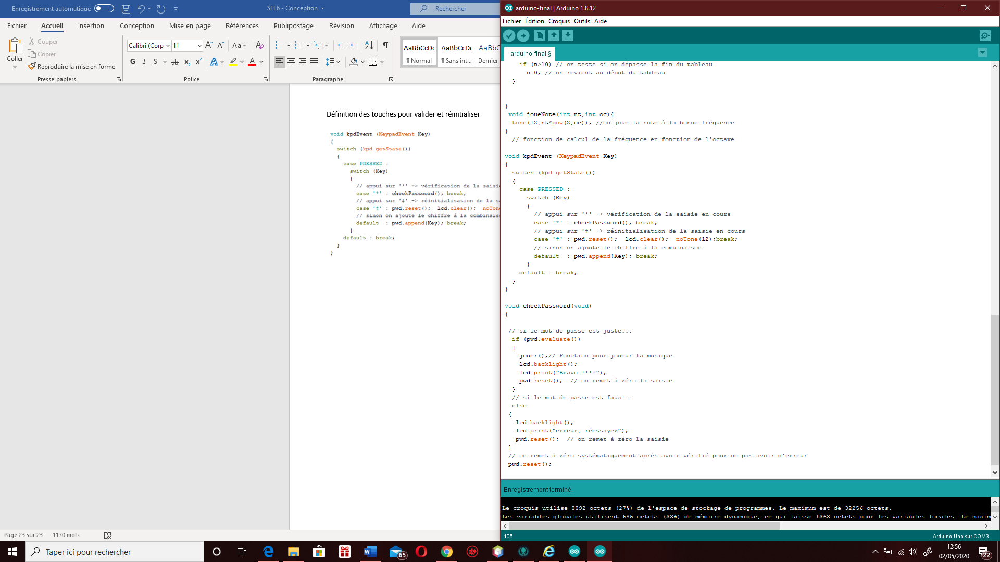 Enregistrement automatique
SFL6 - Conception
Rechercher
Fichier Accueil Insertion Conception Mise en page Références Publipostage Révision Affichage Aide
Coller
Couper
Copier
Reproduire la mise en forme
Presse-papiers
Calibri (Corp 11
Aa
G I S ab x₂ x² A A
Police
Paragraphe
AaBbCcDc
¶ Normal
AaBbCcDc
¶ Sans int...
AaBbC
Dernier
Définition des touches pour valider et réinitialiser
void kpdEvent (KeypadEvent Key)
{
switch (kpd.getState())
{
case PRESSED :
switch (Key)
{
// appui sur '*' -> vérification de la saisie
case '*' : checkPassword(); break;
// appui sur '#' -> réinitialisation de la sa
case '#' : pwd.reset(); lcd.clear(); noTone
// sinon on ajoute le chiffre à la combinaiso
default : pwd.append(Key); break;
}
default : break;
}
}
Page 23 sur 23 1170 mots
arduino-final | Arduino 1.8.12
Fichier Édition Croquis Outils Aide
arduino-final §
if (n>10) // on teste si on dépasse la fin du tableau
n=0; // on revient au début du tableau
}
}
void joueNote(int nt,int oc){
tone(12,nt*pow(2,oc)); //on joue la note à la bonne fréquence
}
// fonction de calcul de la fréquence en fonction de l'octave
void kpdEvent (KeypadEvent Key)
{
switch (kpd.getState())
{
case PRESSED :
switch (Key)
{
// appui sur '*' -> vérification de la saisie en cours
case '*' : checkPassword(); break;
// appui sur '#' -> réinitialisation de la saisie en cours
case '#' : pwd.reset(); lcd.clear(); noTone(12);break;
// sinon on ajoute le chiffre à la combinaison
default : pwd.append(Key); break;
}
default : break;
}
}
void checkPassword(void)
{
// si le mot de passe est juste...
if (pwd.evaluate())
{
jouer();// Fonction pour joueur la musique
lcd.backlight();
lcd.print("Bravo !!!!");
pwd.reset(); // on remet à zéro la saisie
}
// si le mot de passe est faux...
else
{
lcd.backlight();
lcd.print("erreur, réessayez");
pwd.reset(); // on remet à zéro la saisie
}
// on remet à zéro systématiquement après avoir vérifié pour ne pas avoir d'erreur
pwd.reset();
Enregistrement terminé.
Le croquis utilise 8892 octets (27%) de l'espace de stockage de programmes. Le maximum est de 32256 octets.
Les variables globales utilisent 685 octets (33%) de mémoire dynamique, ce qui laisse 1363 octets pour les variables locales. Le maxim
105
Arduino Uno sur COM3
Taper ici pour rechercher
65
12:56
02/05/2020
22